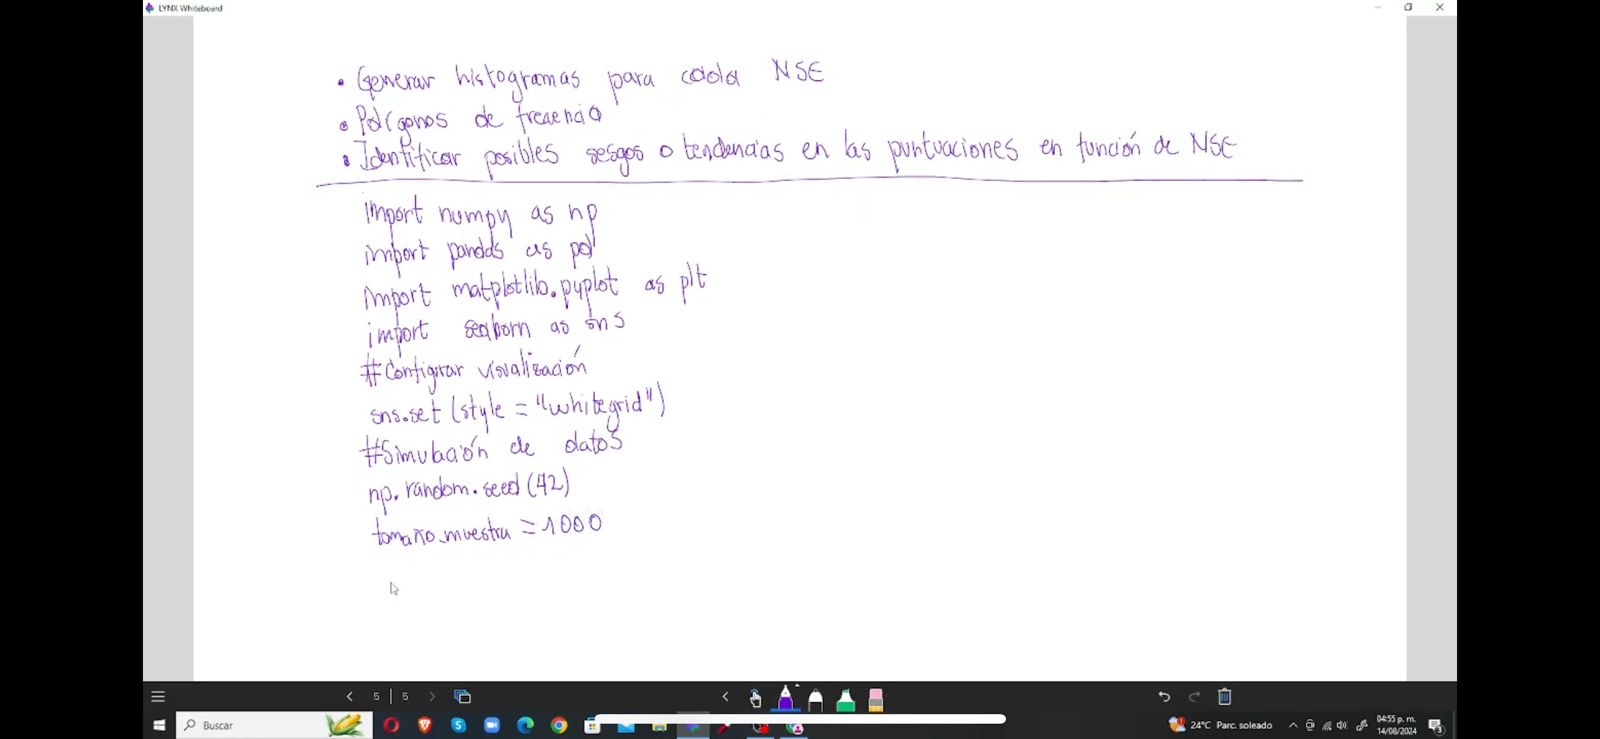 LYNX Whiteboard
• Generar histogramas para cada NSE
• Polígonos de frecuencia
• Identificar posibles sesgos o tendencias en las puntuaciones en función de NSE
import numpy as np
import pandas as pd
import matplotlib.pyplot as plt
import seaborn as sns
#Configurar visualización
sns.set (style = "whitegrid")
#Simulación de datos
np.random.seed(42)
tamaño_muestra = 1000
5 | 5
Buscar
24°C Parc. soleado
04:55 p. m.
14/08/2024
3